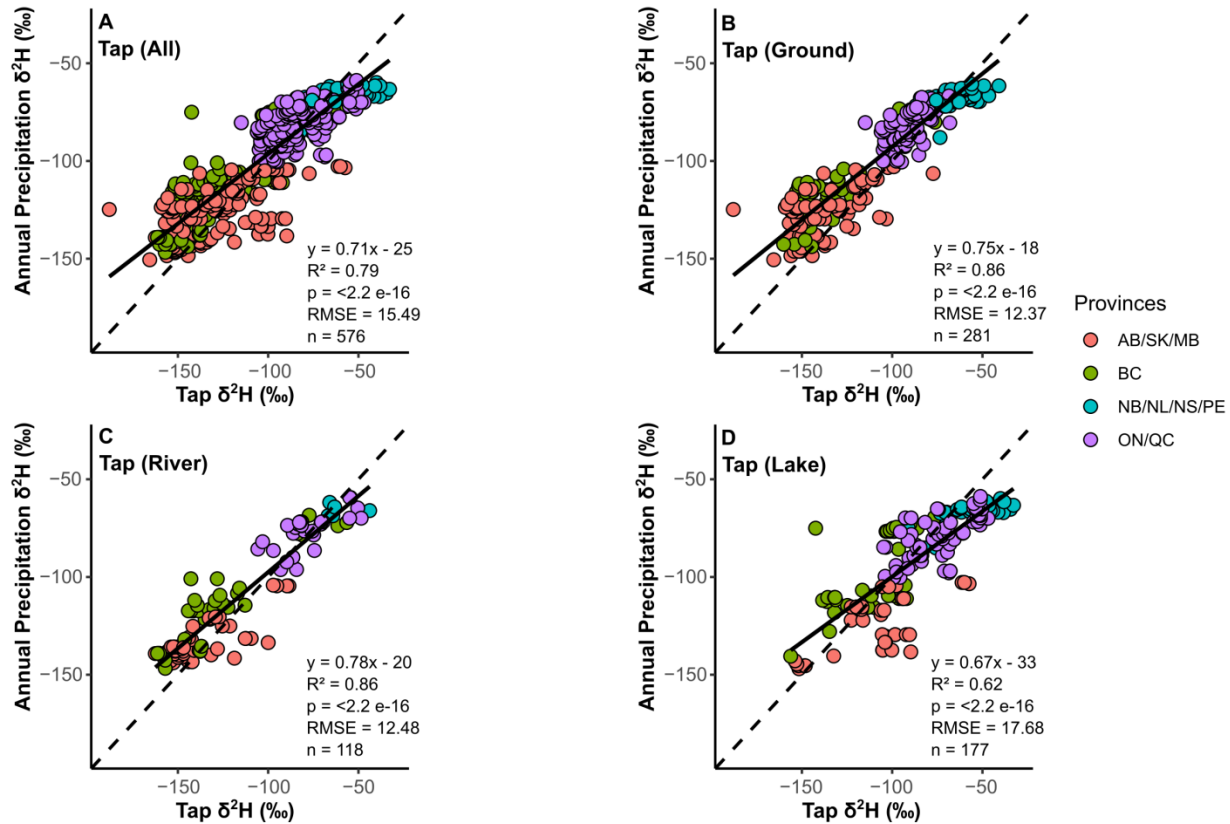 A
Tap (All)
Annual Precipitation δ²H (‰)
−50
−100
−150
y = 0.71x - 25
R² = 0.79
p = <2.2 e-16
RMSE = 15.49
n = 576
−150
−100
−50
Tap δ²H (‰)
B
Tap (Ground)
Annual Precipitation δ²H (‰)
−50
−100
−150
y = 0.75x - 18
R² = 0.86
p = <2.2 e-16
RMSE = 12.37
n = 281
−150
−100
−50
Tap δ²H (‰)
Provinces
AB/SK/MB
BC
NB/NL/NS/PE
ON/QC
C
Tap (River)
Annual Precipitation δ²H (‰)
−50
−100
−150
y = 0.78x - 20
R² = 0.86
p = <2.2 e-16
RMSE = 12.48
n = 118
−150
−100
−50
Tap δ²H (‰)
D
Tap (Lake)
Annual Precipitation δ²H (‰)
−50
−100
−150
y = 0.67x - 33
R² = 0.62
p = <2.2 e-16
RMSE = 17.68
n = 177
−150
−100
−50
Tap δ²H (‰)